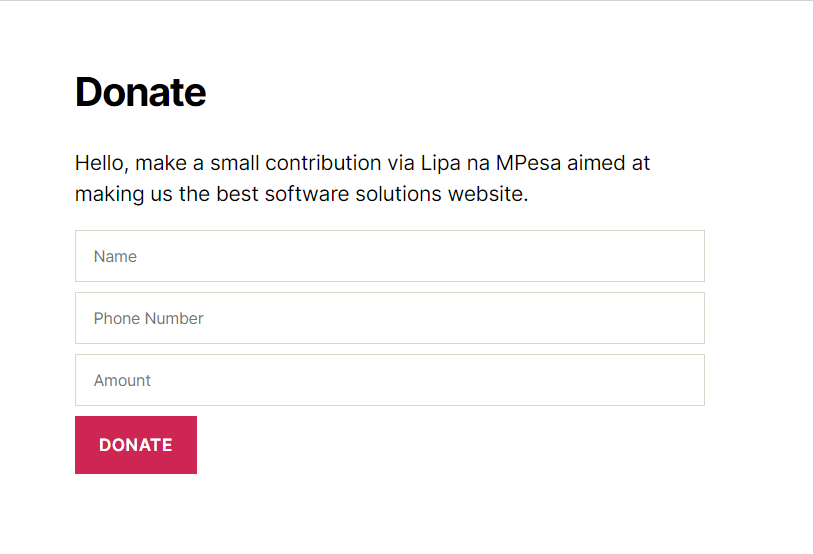 Donate
Hello, make a small contribution via Lipa na MPesa aimed at
making us the best software solutions website.
Name
Phone Number
Amount
DONATE